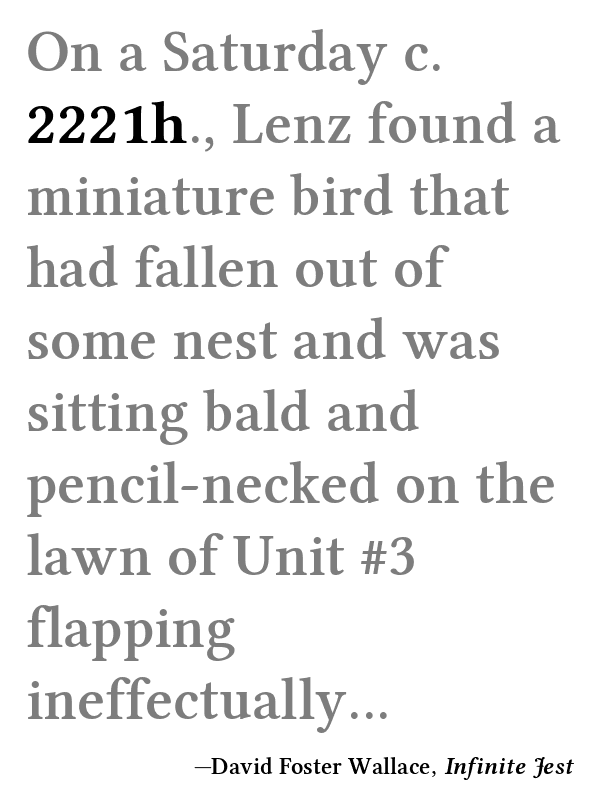 On a Saturday c.
2221h., Lenz found a
miniature bird that
had fallen out of
some nest and was
sitting bald and
pencil-necked on the
lawn of Unit #3
flapping
ineffectually…
—David Foster Wallace, Infinite Jest